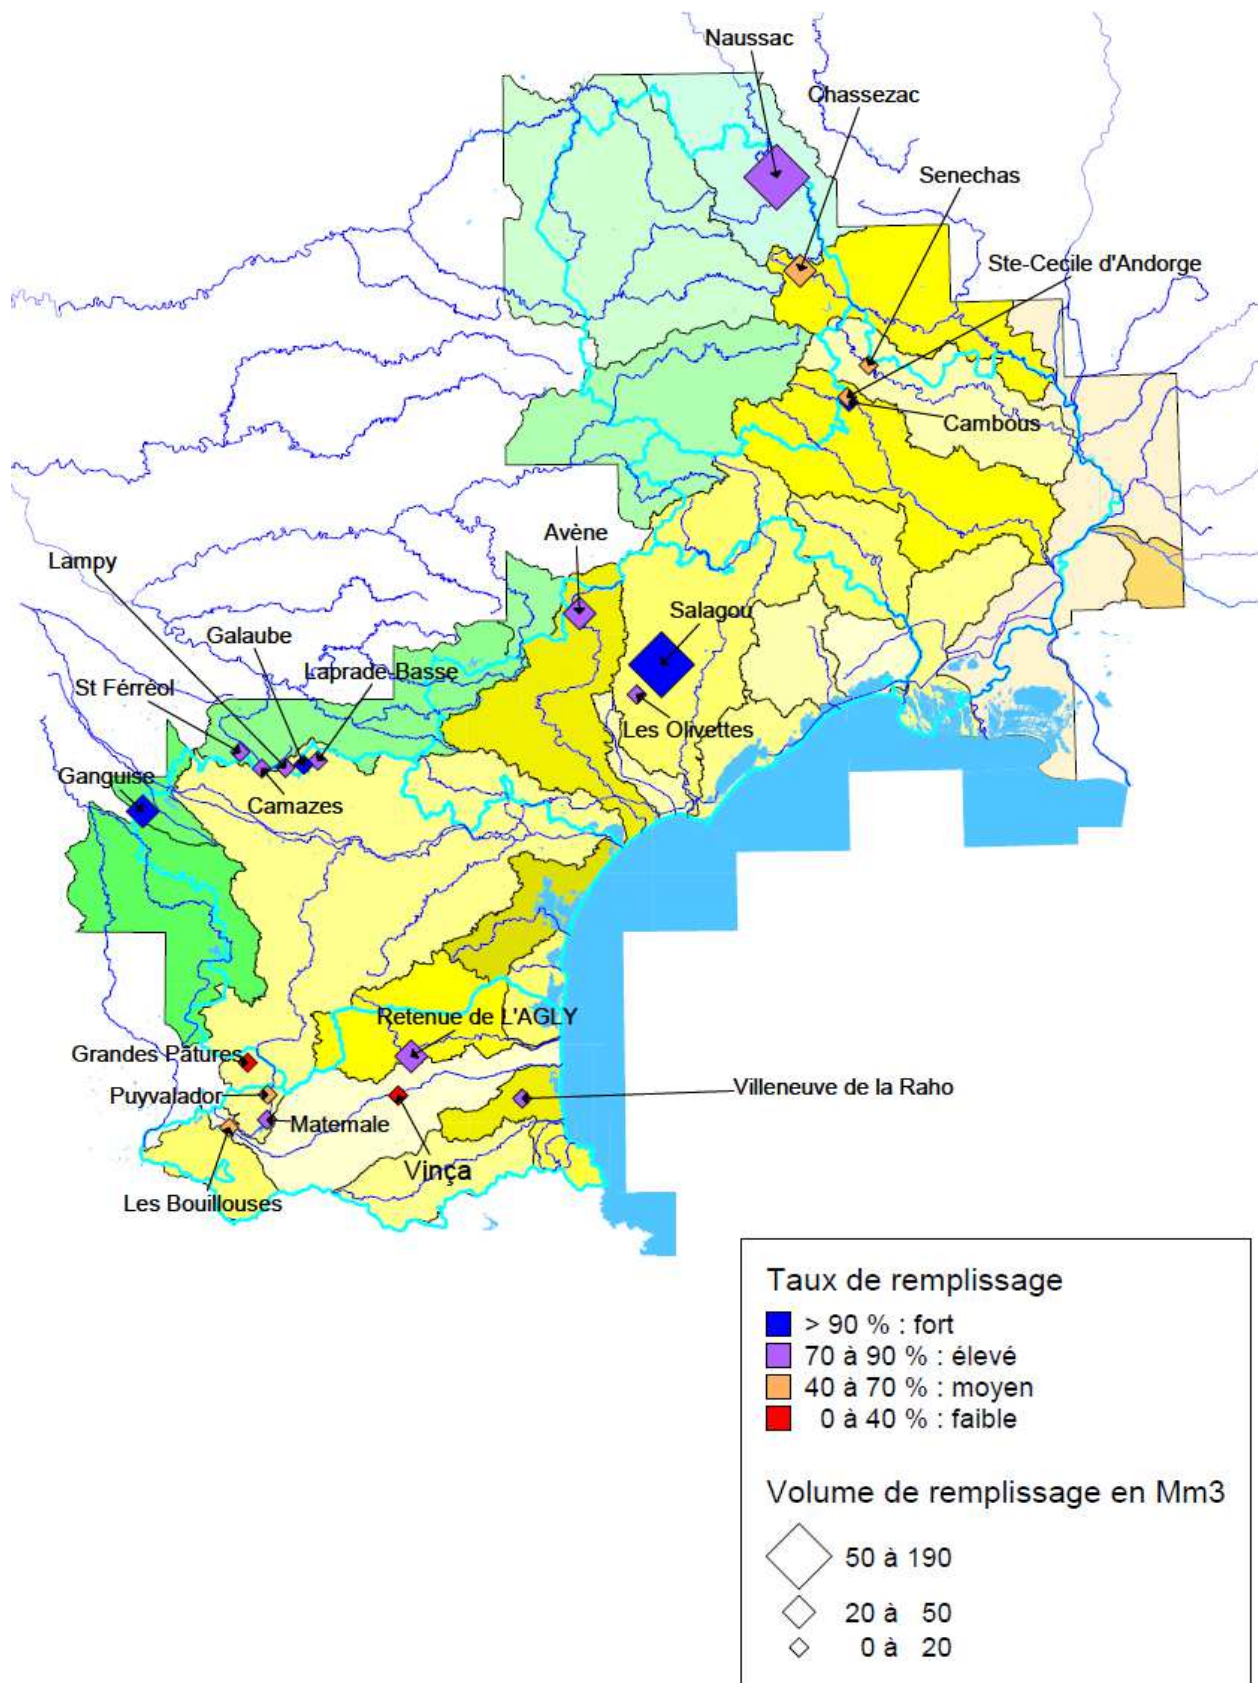 Naussac
Chassezac
Senechas
Ste-Cecile d'Andorge
Cambous
Avène
Lampy
Salagou
Galaube
Laprade-Basse
St Férréol
Les Olivettes
Ganguise
Camazes
Retenue de L'AGLY
Grandes Pâtures
Puyvalador
Villeneuve de la Raho
Matemale
Vinça
Les Bouillouses
Taux de remplissage
> 90 % : fort
70 à 90 % : élevé
40 à 70 % : moyen
0 à 40 % : faible
Volume de remplissage en Mm3
50 à 190
20 à 50
0 à 20